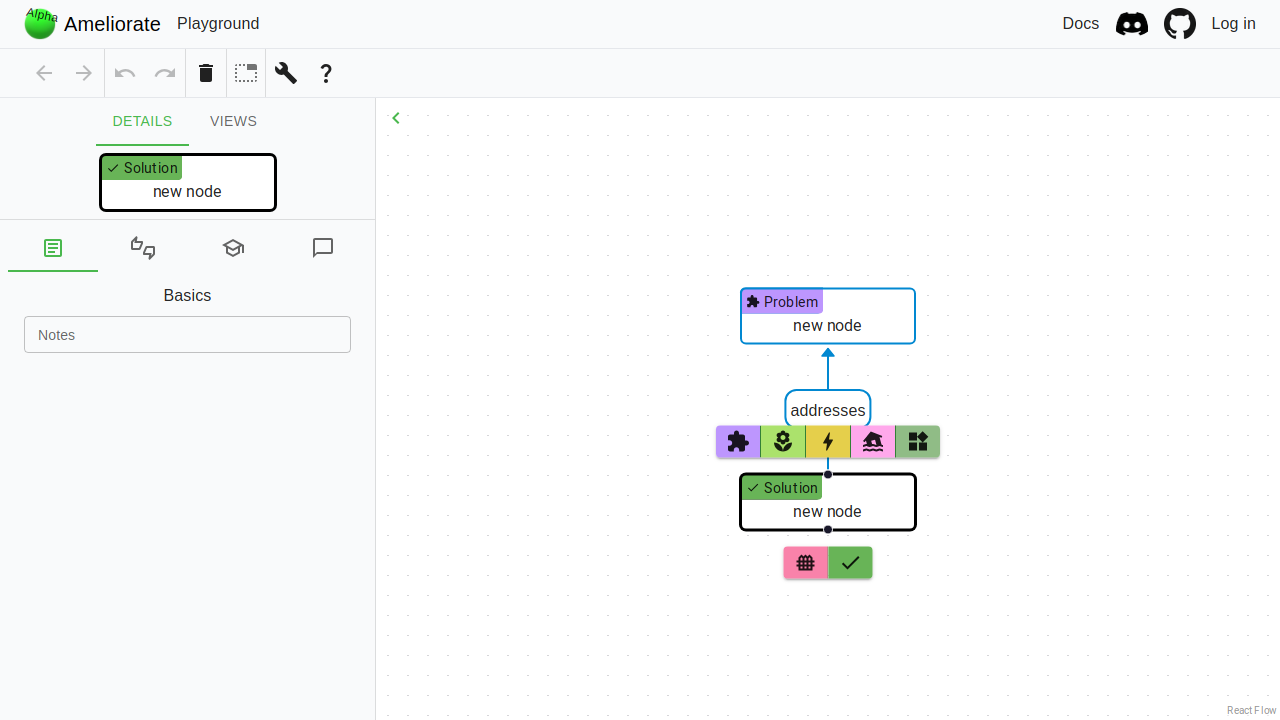 Alpha
Ameliorate
Playground
Docs
Log in
DETAILS
VIEWS
Solution
new node
Basics
Notes
Problem
new node
addresses
Solution
new node
React Flow